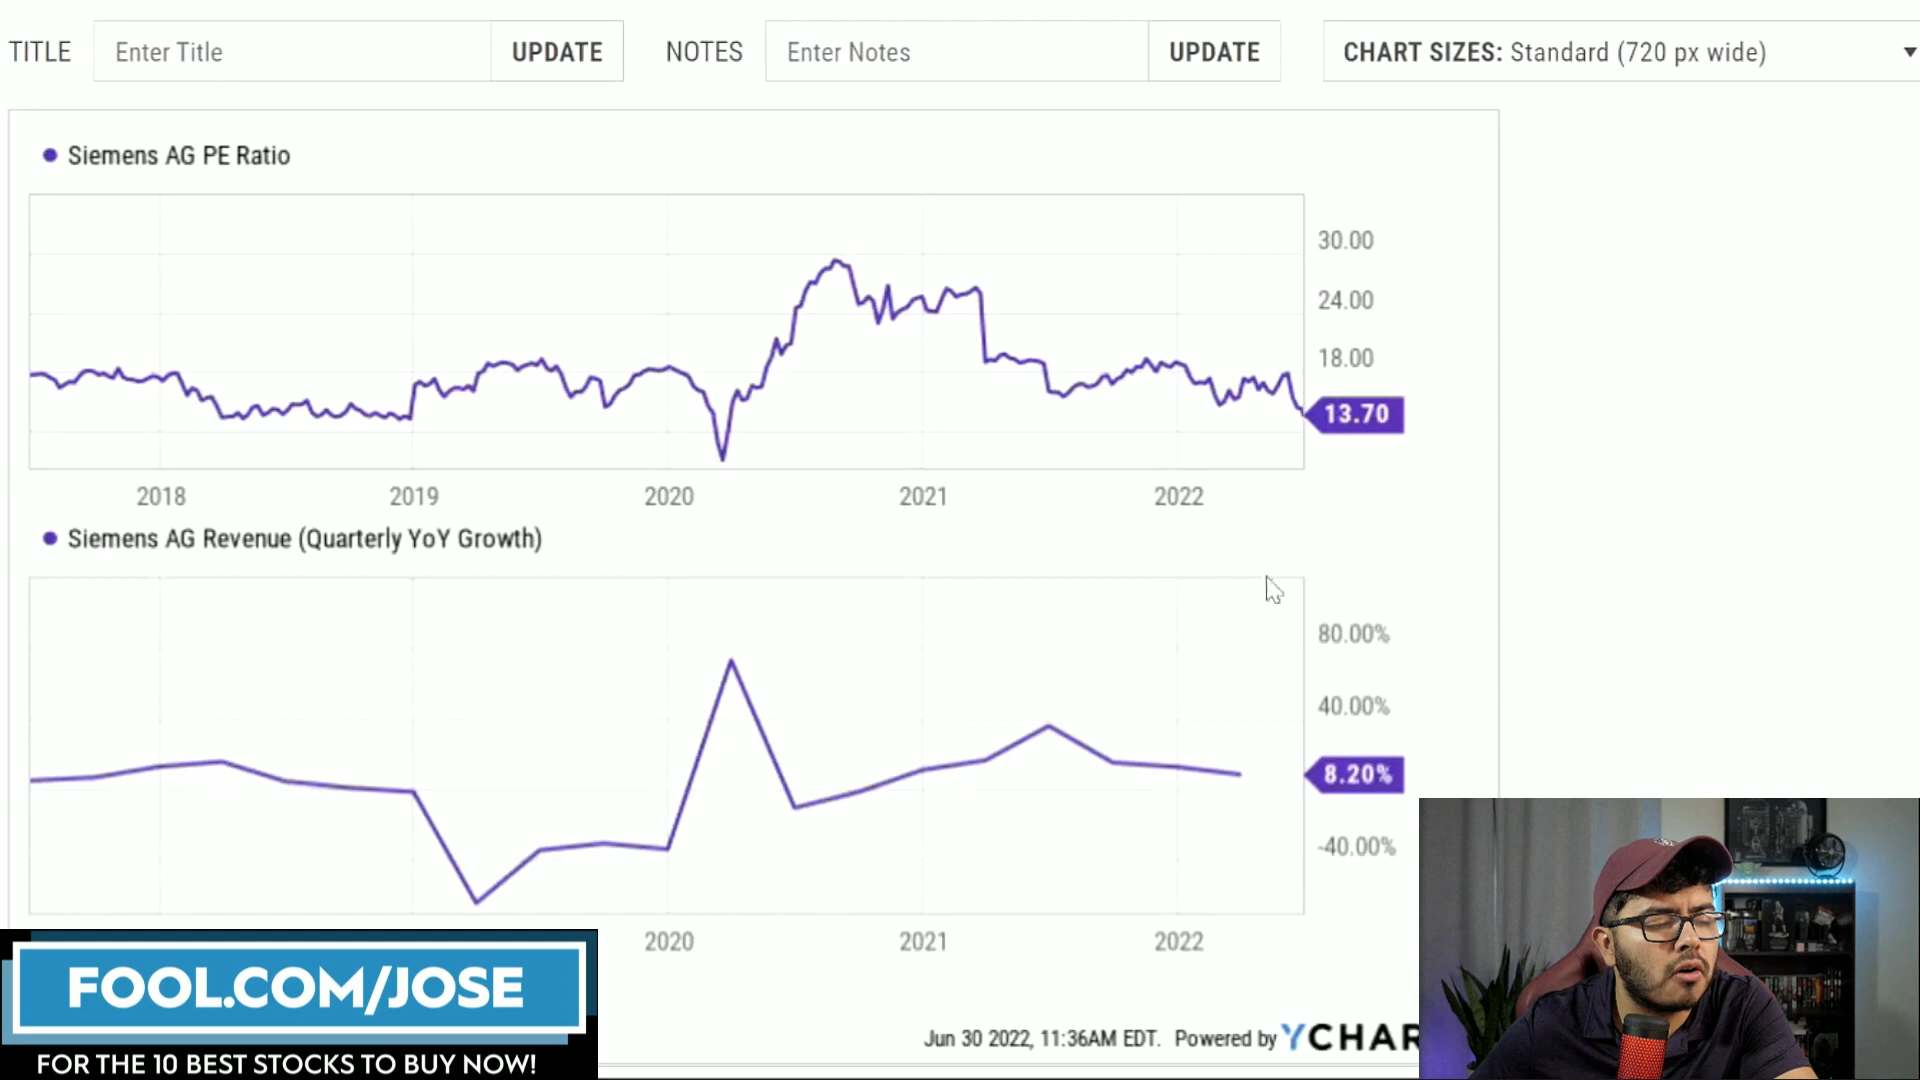 TITLE Enter Title UPDATE NOTES Enter Notes UPDATE CHART SIZES: Standard (720 px wide)
Siemens AG PE Ratio
30.00
24.00
18.00
13.70
2018 2019 2020 2021 2022
Siemens AG Revenue (Quarterly YoY Growth)
80.00%
40.00%
8.20%
-40.00%
2020 2021 2022
FOOL.COM/JOSE
FOR THE 10 BEST STOCKS TO BUY NOW!
Jun 30 2022, 11:36AM EDT. Powered by YCHAR